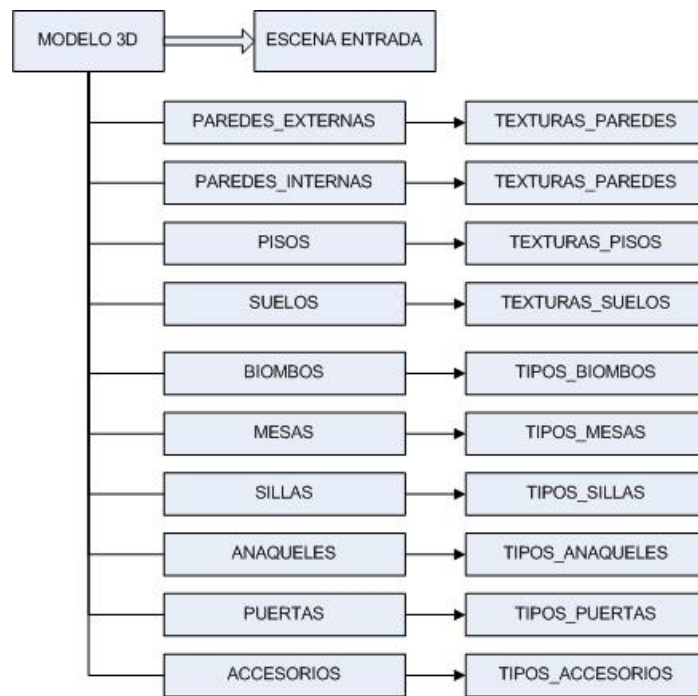 MODELO 3D
ESCENA ENTRADA
PAREDES_EXTERNAS
TEXTURAS_PAREDES
PAREDES_INTERNAS
TEXTURAS_PAREDES
PISOS
TEXTURAS_PISOS
SUELOS
TEXTURAS_SUELOS
BIOMBOS
TIPOS_BIOMBOS
MESAS
TIPOS_MESAS
SILLAS
TIPOS_SILLAS
ANAQUELES
TIPOS_ANAQUELES
PUERTAS
TIPOS_PUERTAS
ACCESORIOS
TIPOS_ACCESORIOS